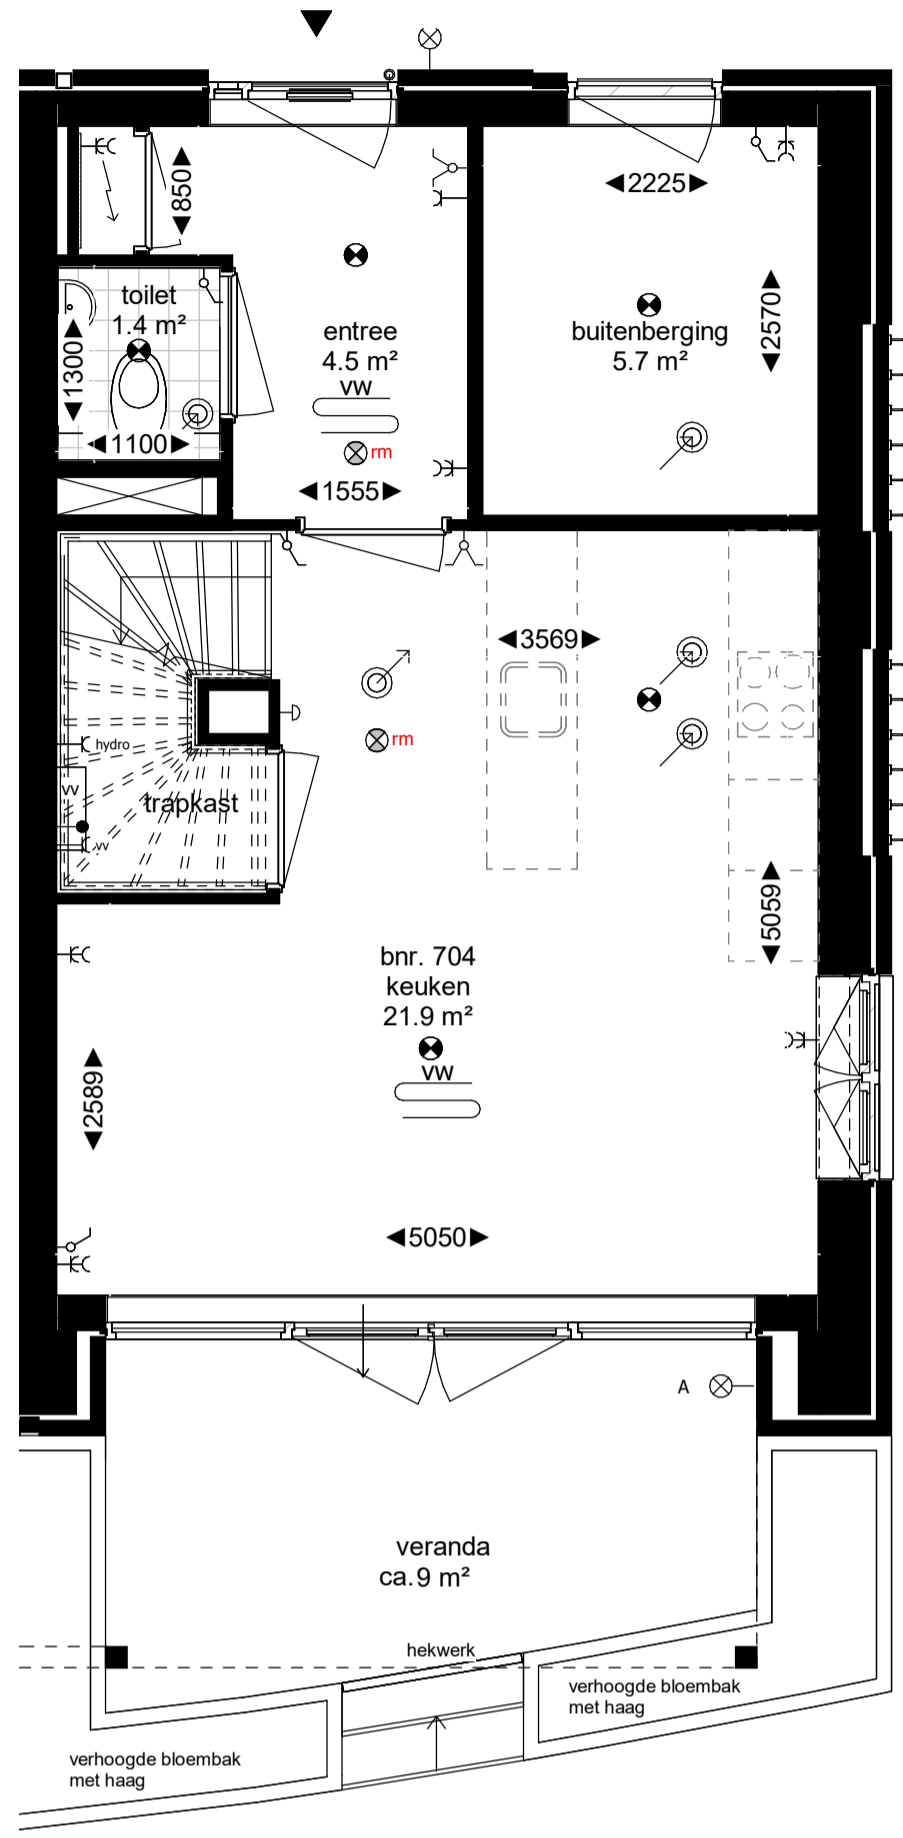 850
2225
toilet
1.4 m²
1300
1100
entree
4.5 m²
vw
rm
1555
buitenberging
5.7 m²
2570
3569
rm
hydro
vv
trapkast
vv
5059
bnr. 704
keuken
21.9 m²
vw
2589
5050
A
veranda
ca.9 m²
hekwerk
verhoogde bloembak
met haag
verhoogde bloembak
met haag